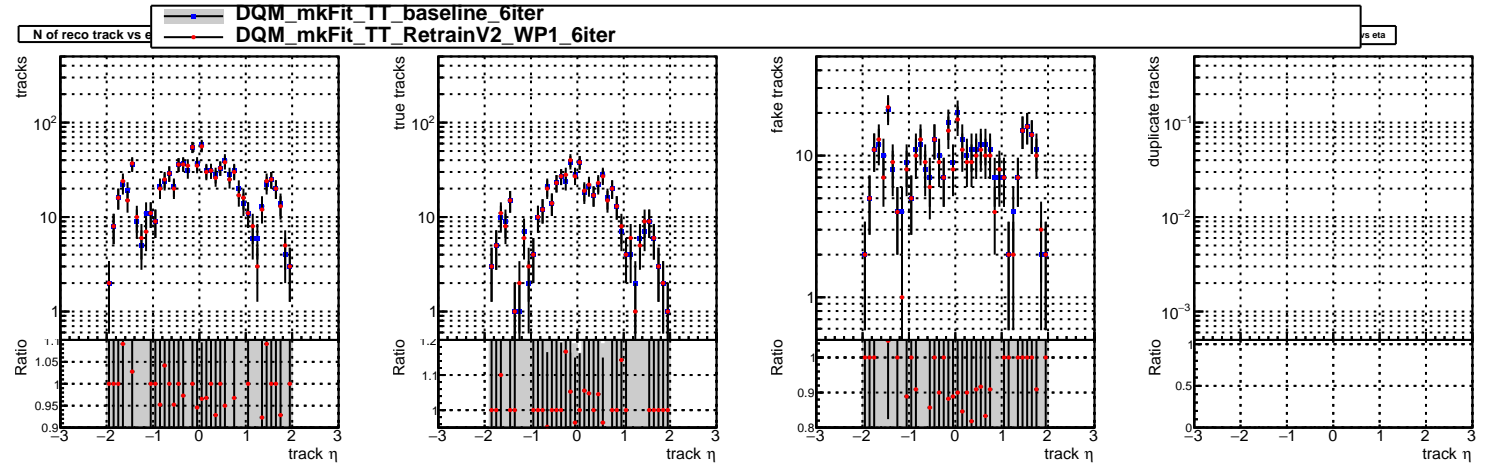 DQM_mkFit_TT_baseline_6iter
DQM_mkFit_TT_RetrainV2_WP1_6iter
N of reco track vs e
vs eta
tracks
10²
10
1
Ratio
1.1
1.05
1
0.95
0.9
−3 −2 −1 0 1 2 3
track η
true tracks
10²
10
1
Ratio
1.2
1.1
1
−3 −2 −1 0 1 2 3
track η
fake tracks
10
1
Ratio
1
0.9
0.8
−3 −2 −1 0 1 2 3
track η
duplicate tracks
10⁻¹
10⁻²
10⁻³
Ratio
1
0.5
0
−3 −2 −1 0 1 2 3
track η